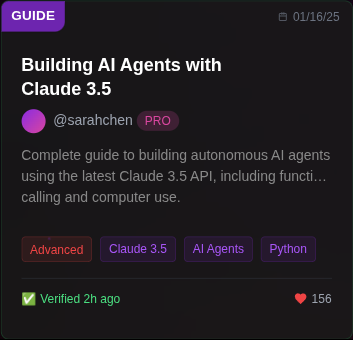 GUIDE
01/16/25
Building AI Agents with
Claude 3.5
@sarahchen PRO
Complete guide to building autonomous AI agents
using the latest Claude 3.5 API, including functi...
calling and computer use.
Advanced Claude 3.5 AI Agents Python
✅ Verified 2h ago
156